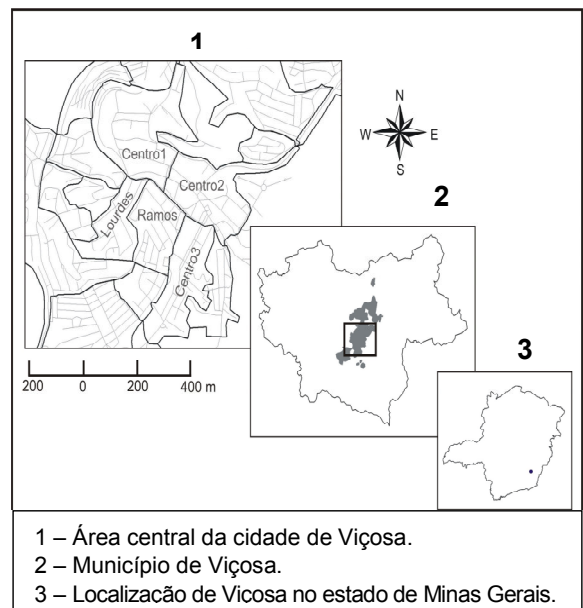 1
Centro1
Centro2
Lourdes
Ramos
Centro3
N
W E
S
200 0 200 400 m
2
3
1 – Área central da cidade de Viçosa.
2 – Município de Viçosa.
3 – Localização de Viçosa no estado de Minas Gerais.